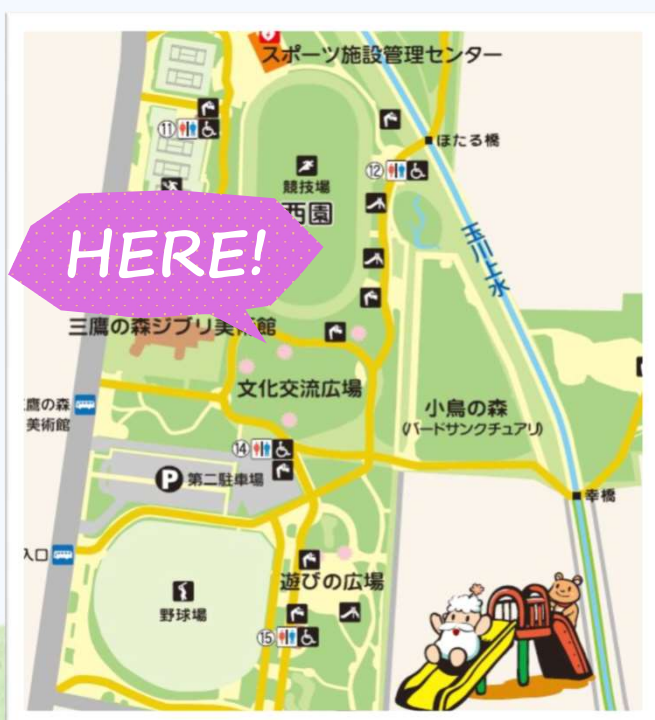 スポーツ施設管理センター
⑪
ほたる橋
⑫
競技場
西園
玉川上水
HERE!
三鷹の森ジブリ美術館
文化交流広場
鷹の森
美術館
小鳥の森
(バードサンクチュアリ)
⑭
P 第二駐車場
幸橋
入口
遊びの広場
野球場
⑮